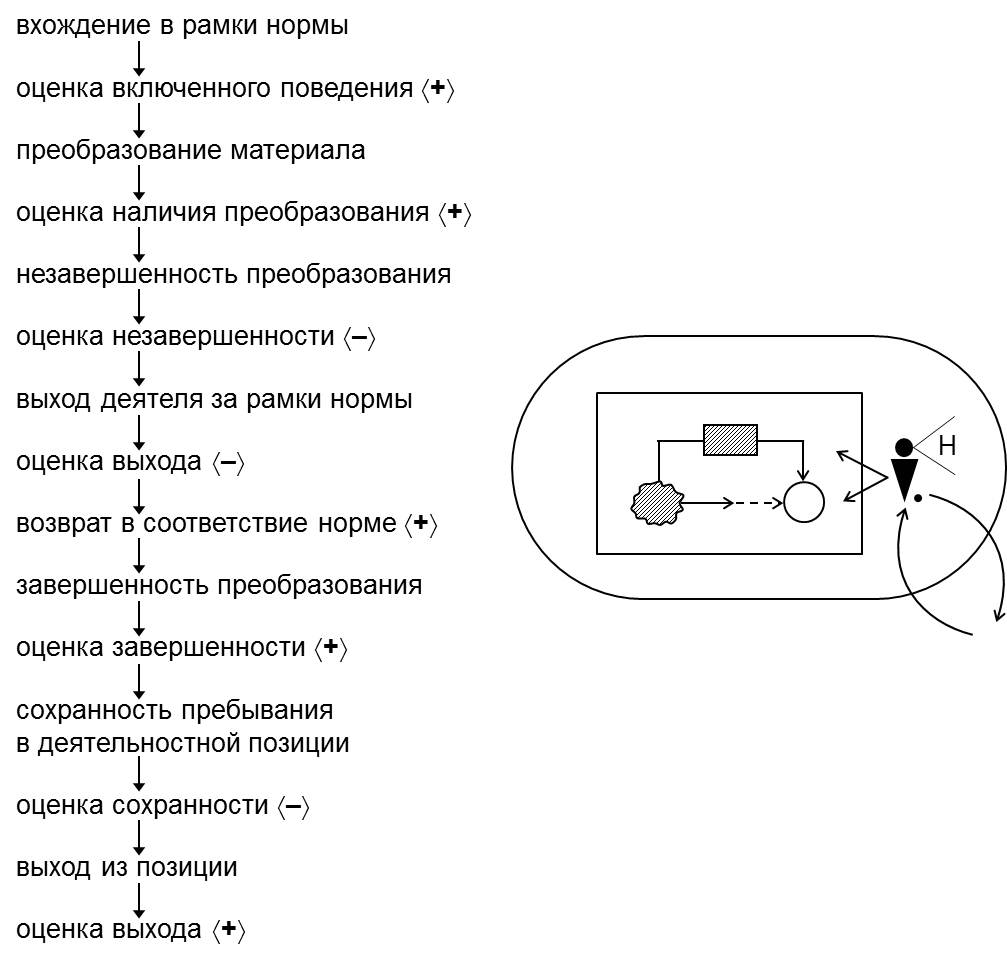 вхождение в рамки нормы
оценка включенного поведения ⟨+⟩
преобразование материала
оценка наличия преобразования ⟨+⟩
незавершенность преобразования
оценка незавершенности ⟨–⟩
выход деятеля за рамки нормы
оценка выхода ⟨–⟩
возврат в соответствие норме ⟨+⟩
завершенность преобразования
оценка завершенности ⟨+⟩
сохранность пребывания
в деятельностной позиции
оценка сохранности ⟨–⟩
выход из позиции
оценка выхода ⟨+⟩
Н